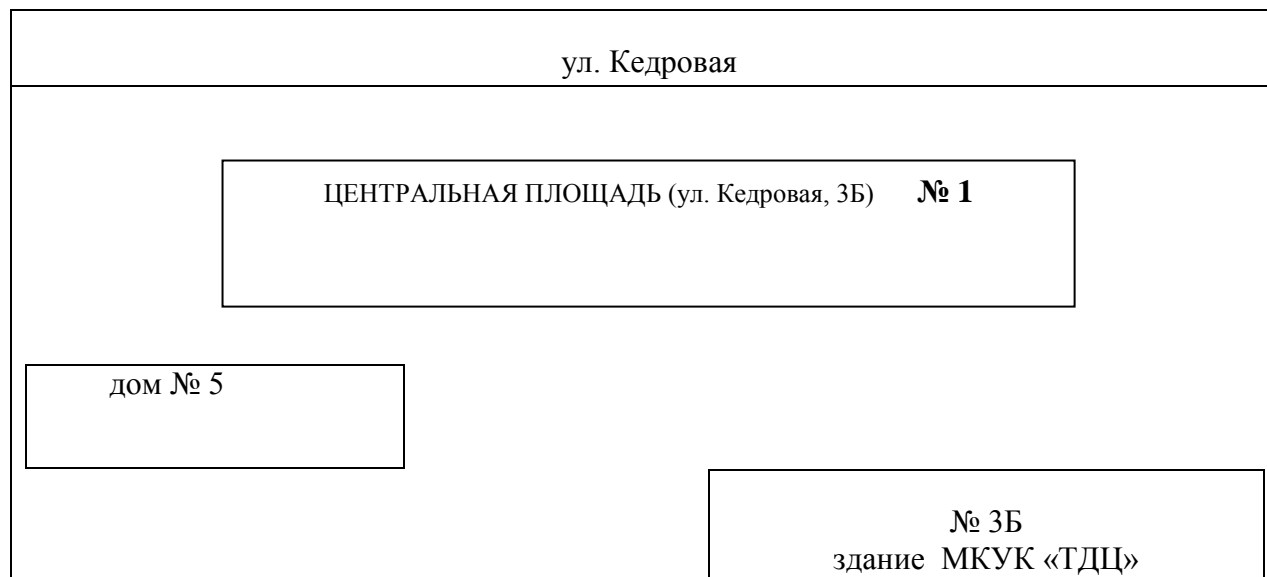 ул. Кедровая
ЦЕНТРАЛЬНАЯ ПЛОЩАДЬ (ул. Кедровая, 3Б) № 1
дом № 5
№ 3Б
здание МКУК «ТДЦ»